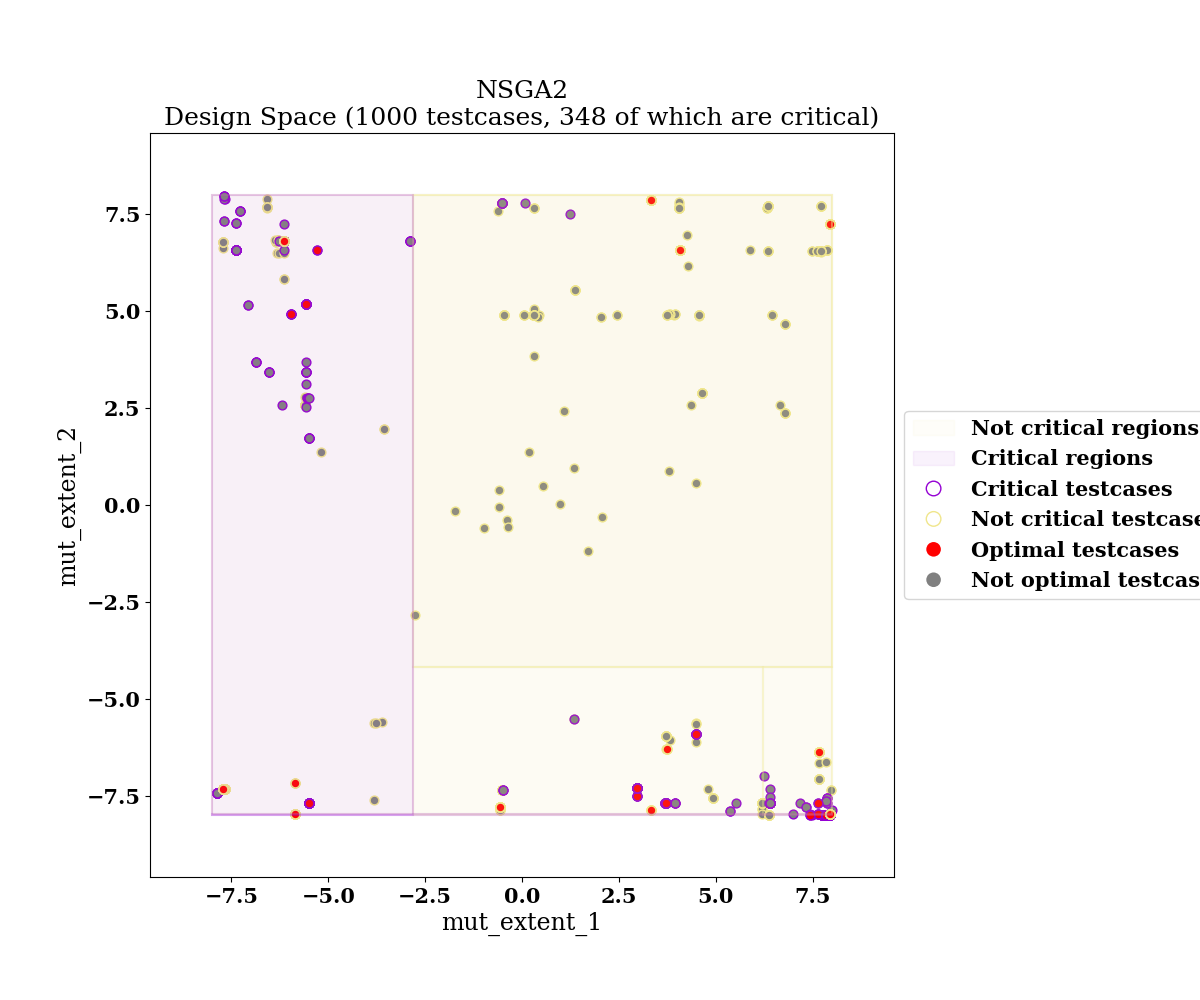 NSGA2
Design Space (1000 testcases, 348 of which are critical)
7.5
5.0
2.5
0.0
−2.5
−5.0
−7.5
mut_extent_2
−7.5 −5.0 −2.5 0.0 2.5 5.0 7.5
mut_extent_1
Not critical regions
Critical regions
Critical testcases
Not critical testcase
Optimal testcases
Not optimal testcas